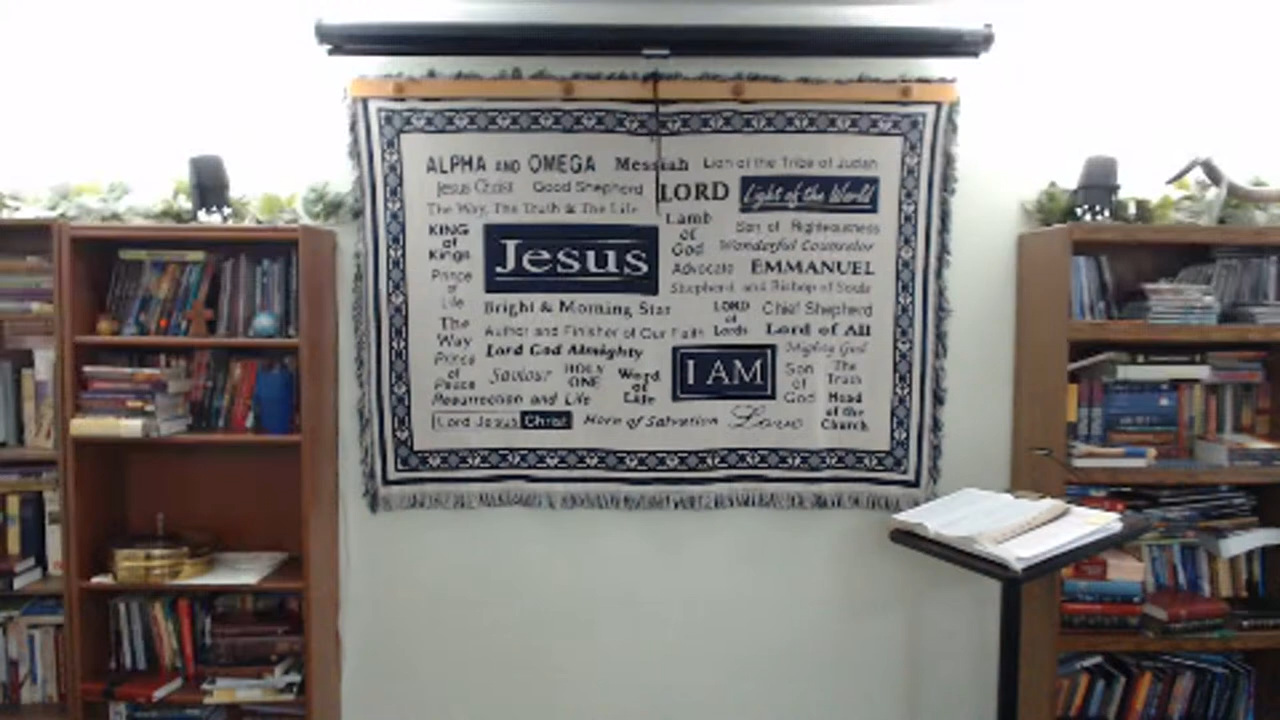 ALPHA AND OMEGA Messiah Lion of the Tribe of Judah
Jesus Christ Good Shepherd LORD Light of the World
The Way, The Truth & The Life
KING of Kings
Jesus
Lamb of God
Sun of Righteousness
Wonderful Counselor
Prince of Life
Advocate EMMANUEL
Shepherd and Bishop of Souls
Bright & Morning Star
LORD of Lords
Chief Shepherd
The Way
Author and Finisher of Our Faith
Lord of All
Lord God Almighty
I AM
Mighty God
Prince of Peace
Saviour HOLY ONE Word of Life
Son of God
The Truth
Resurrection and Life
Head of the Church
Lord Jesus Christ Horn of Salvation Love